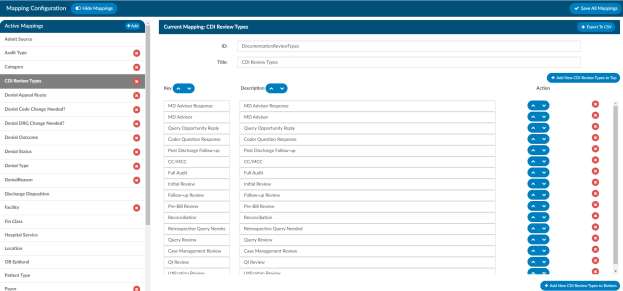 Mapping Configuration
Hide Mappings
Save All Mappings
Active Mappings
Add
Admit Source
Audit Type
Category
CDI Review Types
Denial Appeal Route
Denial Code Change Needed?
Denial DRG Change Needed?
Denial Outcome
Denial Status
Denial Type
DenialReason
Discharge Disposition
Facility
Fin Class
Hospital Service
Location
Patient Type
Payer
Current Mapping: CDI Review Types
Export To CSV
ID:
DocumentationReviewTypes
Title:
CDI Review Types
Add New CDI Review Types to Top
Key
Description
Action
MD Advisor Response
MD Advisor Response
MD Advisor
MD Advisor
Query Opportunity Reply
Query Opportunity Reply
Coder Question Response
Coder Question Response
Post Discharge Follow-up
Post Discharge Follow-up
CC/MCC
CC/MCC
Full Audit
Full Audit
Initial Review
Initial Review
Follow-up Review
Follow-up Review
Pre-Bill Review
Pre-Bill Review
Reconciliation
Reconciliation
Retrospective Query Needed
Retrospective Query Needed
Query Review
Query Review
Case Management Review
Case Management Review
QI Review
QI Review
Utilization Review
Utilization Review
Add New CDI Review Types to Bottom